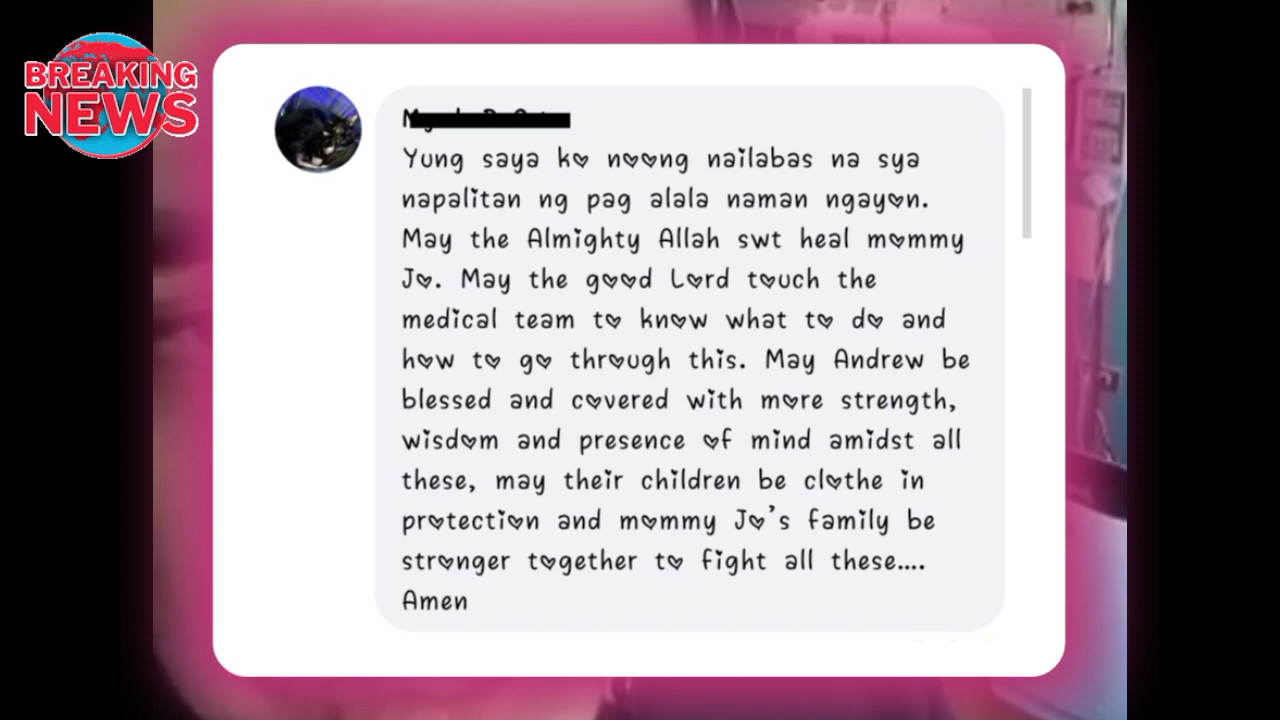 BREAKING
NEWS
Yung saya ko noong nailabas na sya
napalitan ng pag alala naman ngayon.
May the Almighty Allah swt heal mommy
Jo. May the good Lord touch the
medical team to know what to do and
how to go through this. May Andrew be
blessed and covered with more strength,
wisdom and presence of mind amidst all
these, may their children be clothe in
protection and mommy Jo's family be
stronger together to fight all these....
Amen